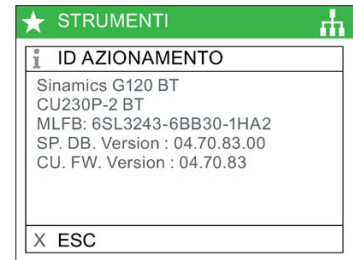 STRUMENTI
i ID AZIONAMENTO
Sinamics G120 BT
CU230P-2 BT
MLFB: 6SL3243-6BB30-1HA2
SP. DB. Version : 04.70.83.00
CU. FW. Version : 04.70.83
X ESC